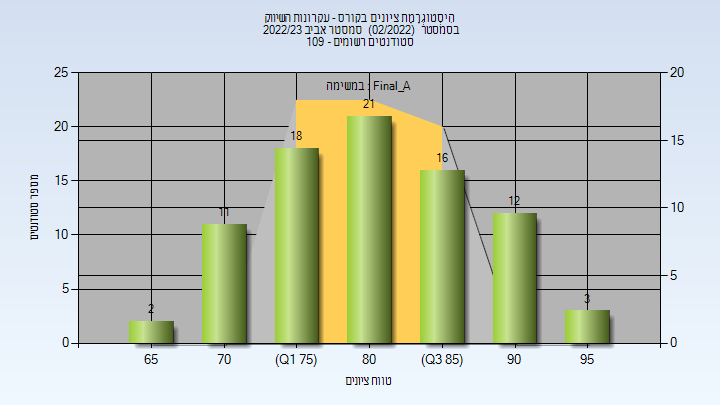 היסטוגרמת ציונים בקורס - עקרונות השיווק
בסמסטר (02/2022) סמסטר אביב 2022/23
סטודנטים רשומים - 109
במשימה : Final_A
מספר סטודנטים
25
20
15
10
5
0
20
15
10
5
0
2
11
18
21
16
12
3
65
70
(Q1 75)
80
(Q3 85)
90
95
טווח ציונים